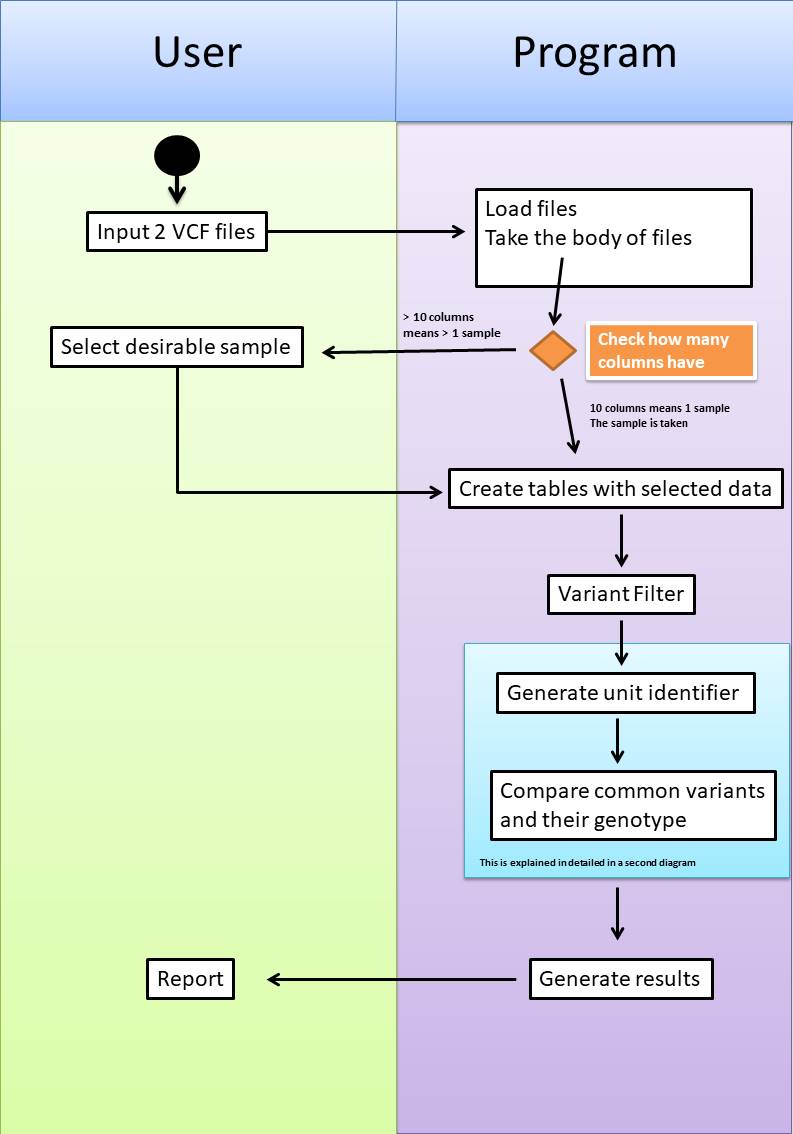 User
Program
Input 2 VCF files
Load files
Take the body of files
> 10 columns
means > 1 sample
Check how many
columns have
Select desirable sample
10 columns means 1 sample
The sample is taken
Create tables with selected data
Variant Filter
Generate unit identifier
Compare common variants
and their genotype
This is explained in detailed in a second diagram
Report
Generate results